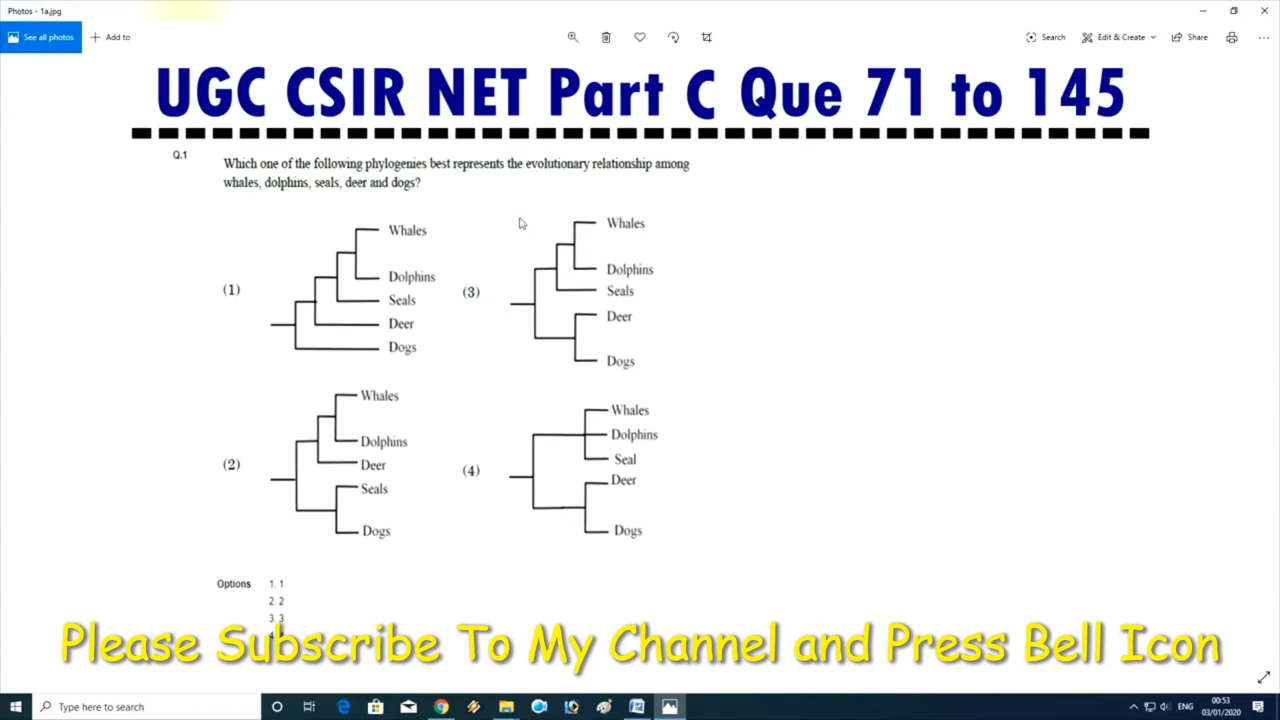 Photos - 1a.jpg
See all photos
Add to
Search
Edit & Create
Share
UGC CSIR NET Part C Que 71 to 145
Q.1
Which one of the following phylogenies best represents the evolutionary relationship among
whales, dolphins, seals, deer and dogs?
(1)
Whales
Dolphins
Seals
Deer
Dogs
(3)
Whales
Dolphins
Seals
Deer
Dogs
(2)
Whales
Dolphins
Deer
Seals
Dogs
(4)
Whales
Dolphins
Seal
Deer
Dogs
Options
1. 1
2. 2
3. 3
Please Subscribe To My Channel and Press Bell Icon
Type here to search
ENG
00:53
03/01/2020